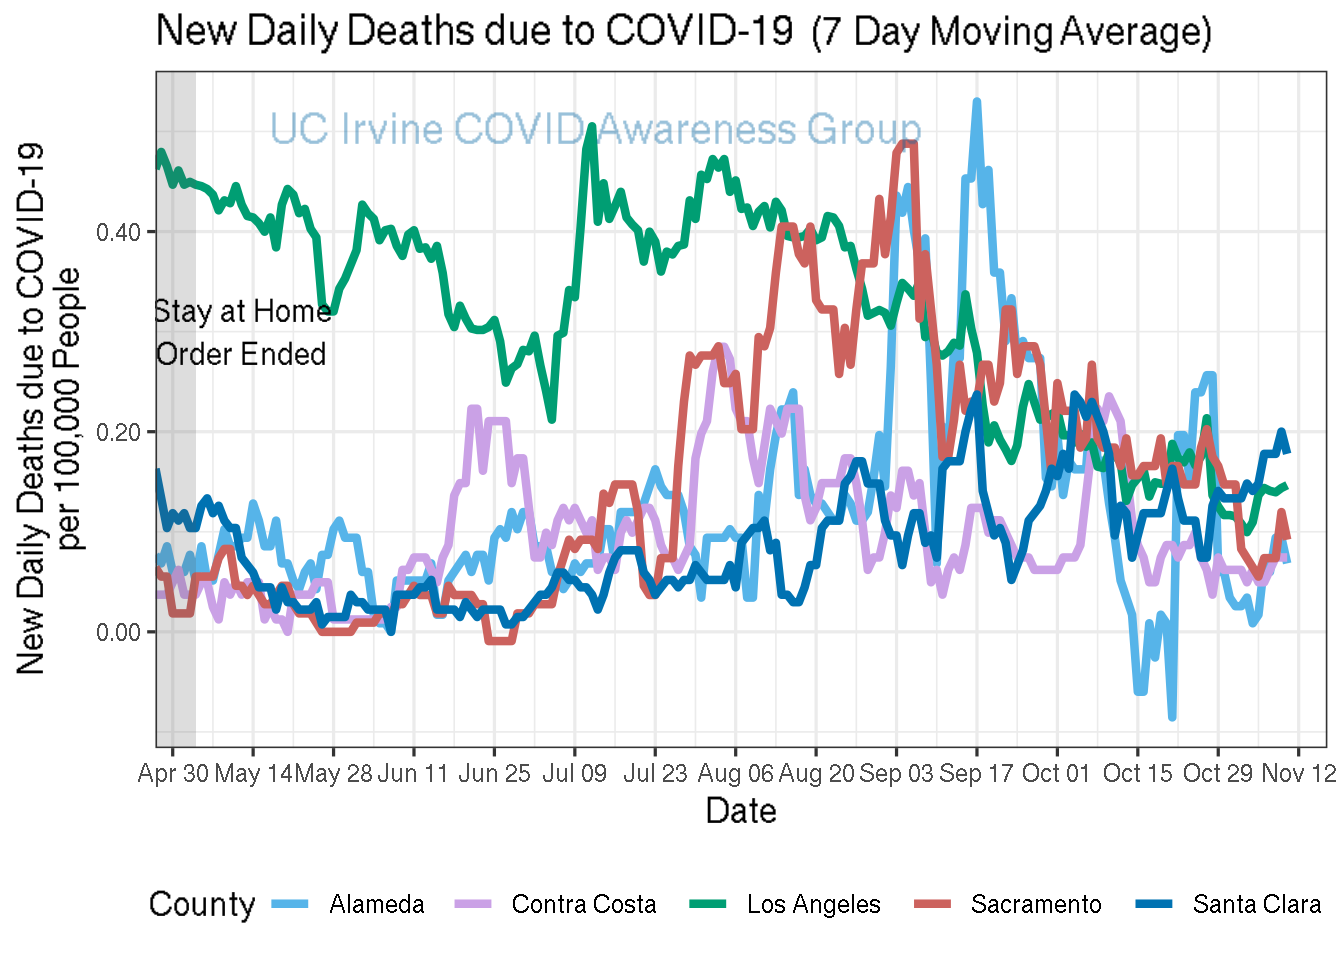 New Daily Deaths due to COVID-19 (7 Day Moving Average)
UC Irvine COVID Awareness Group
New Daily Deaths due to COVID-19
per 100,000 People
0.40
0.20
0.00
Stay at Home
Order Ended
Apr 30 May 14 May 28 Jun 11 Jun 25 Jul 09 Jul 23 Aug 06 Aug 20 Sep 03 Sep 17 Oct 01 Oct 15 Oct 29 Nov 12
Date
County Alameda Contra Costa Los Angeles Sacramento Santa Clara